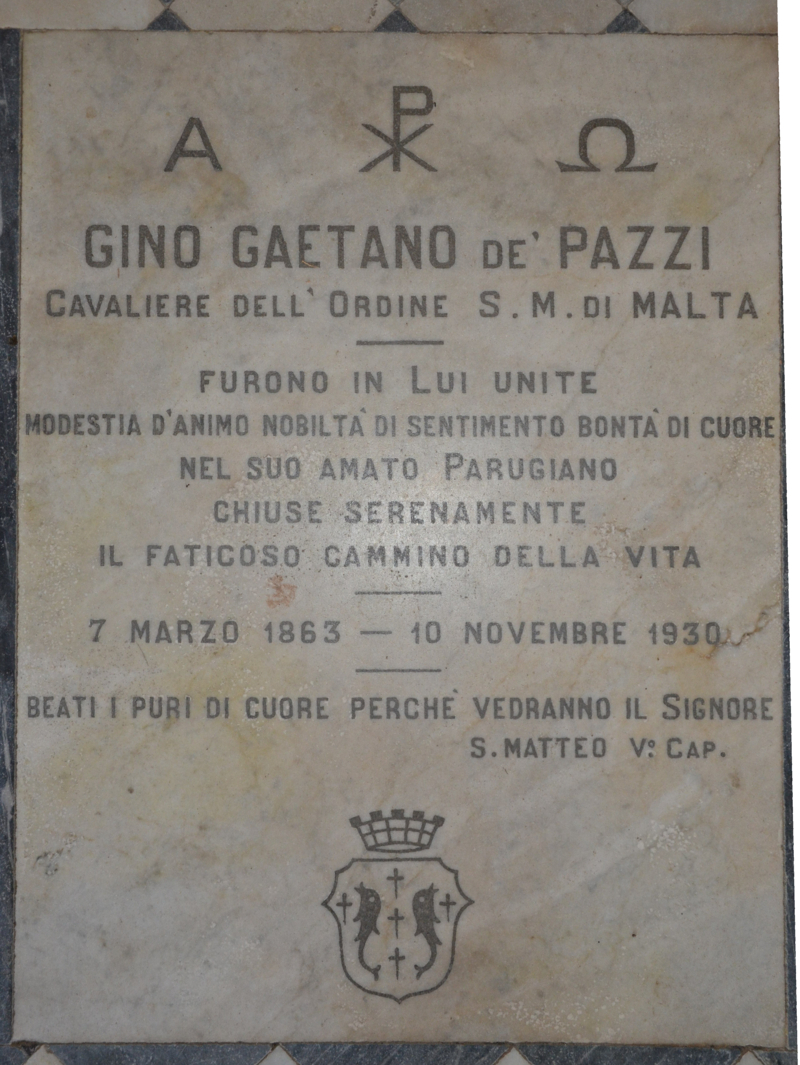 Α ☧ Ω
GINO GAETANO DE' PAZZI
CAVALIERE DELL' ORDINE S.M. DI MALTA
FURONO IN LUI UNITE
MODESTIA D'ANIMO NOBILTÀ DI SENTIMENTO BONTÀ DI CUORE
NEL SUO AMATO PARUGIANO
CHIUSE SERENAMENTE
IL FATICOSO CAMMINO DELLA VITA
7 MARZO 1863 — 10 NOVEMBRE 1930
BEATI I PURI DI CUORE PERCHÈ VEDRANNO IL SIGNORE
S. MATTEO Vº CAP.